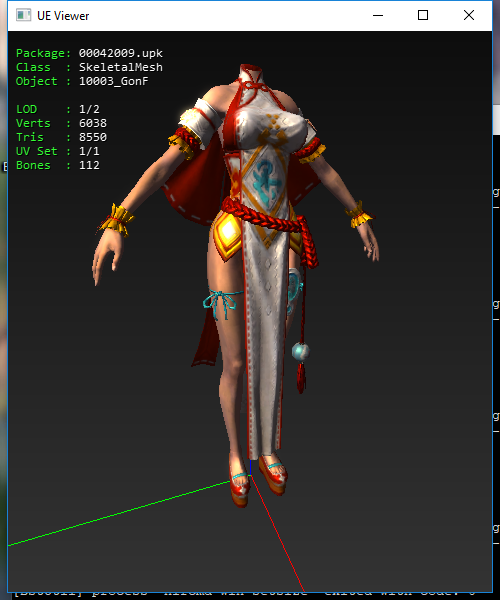 UE Viewer
Package: 00042009.upk
Class : SkeletalMesh
Object : 10003_GonF
LOD : 1/2
Verts : 6038
Tris : 8550
UV Set : 1/1
Bones : 112